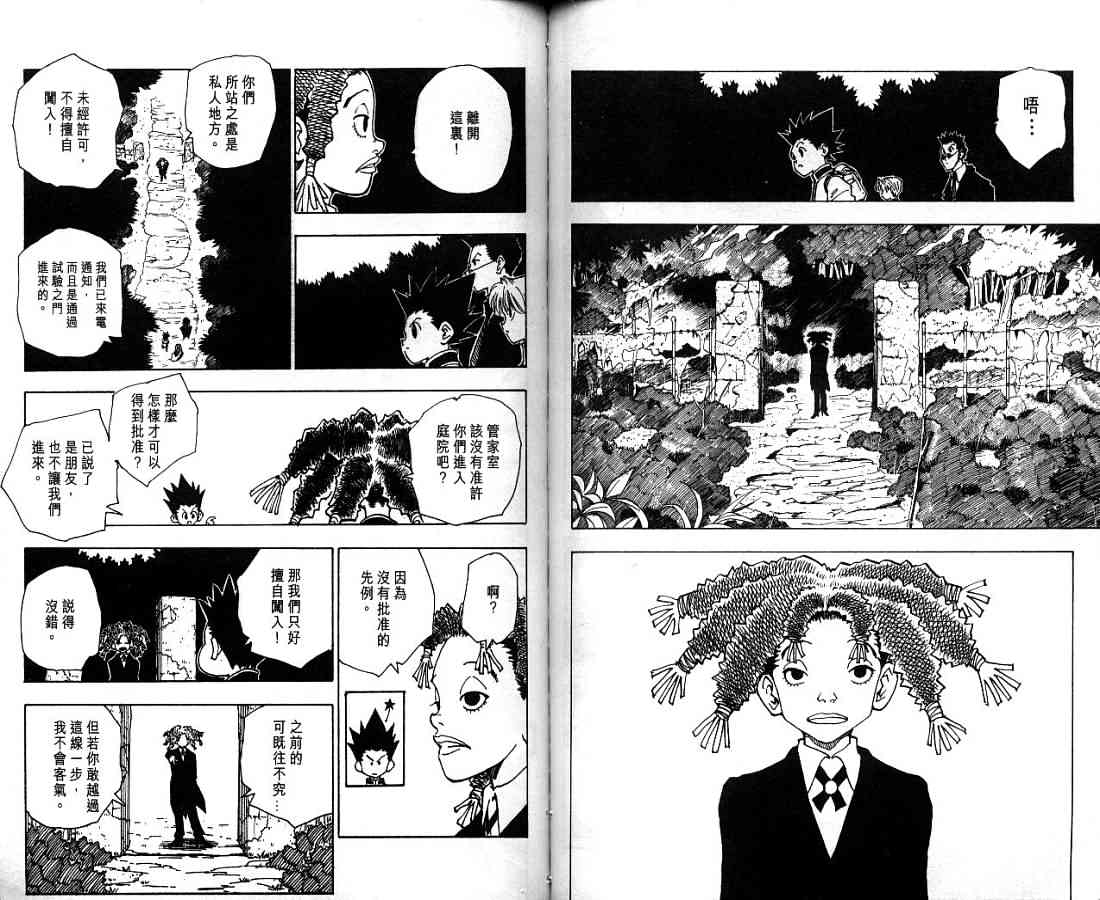 唔…
離開
這裏！
你們
所站之處是
私人地方。
未經許可，
不得擅自
闖入！
我們已來電
通知，
而且是通過
試驗之門
進來的。
管家室
該沒有准許
你們進入
庭院吧？
那麼
怎樣才可以
得到批准？
已説了
是朋友，
也不讓我們
進來。
啊？
因為
沒有批准的
先例。
那我們只好
擅自闖入！
説得
沒錯。
之前的
可既往不究…
但若你敢越過
這線一步，
我不會客氣。